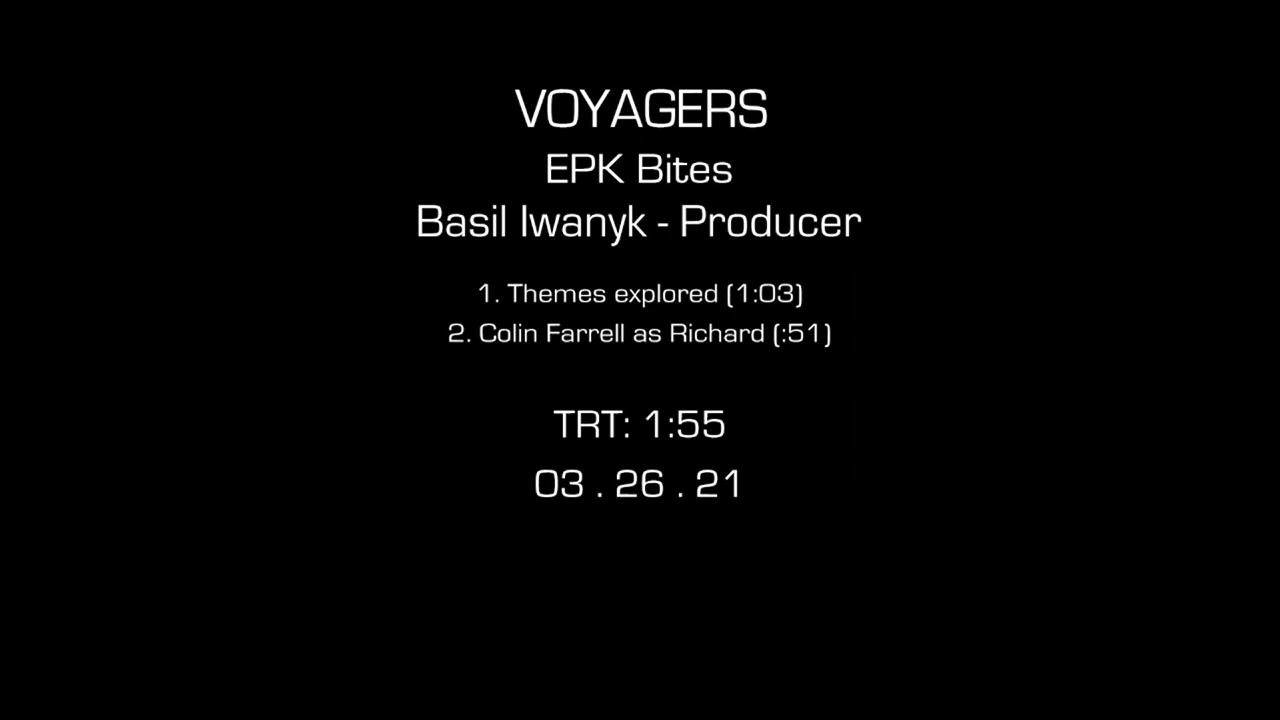 VOYAGERS
EPK Bites
Basil Iwanyk - Producer
1. Themes explored (1:03)
2. Colin Farrell as Richard (:51)
TRT: 1:55
03 . 26 . 21